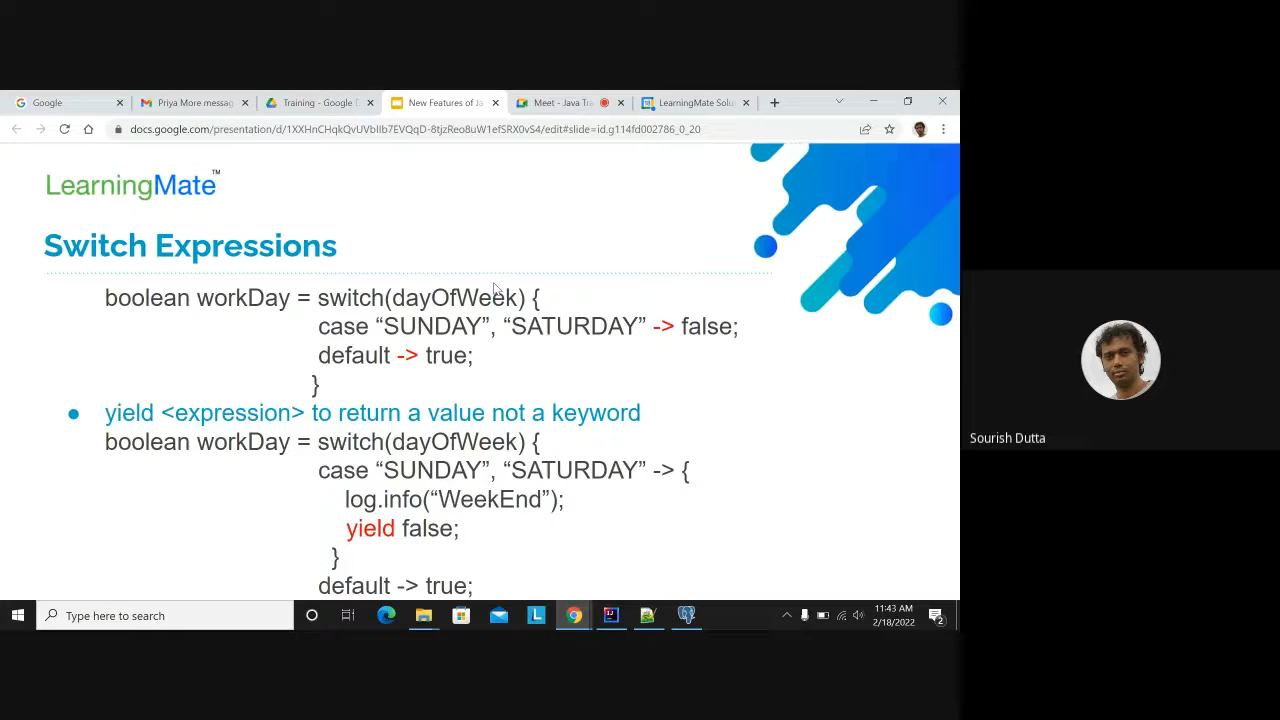 Google
Priya More messag
Training - Google D
New Features of Ja
Meet - Java Tra
LearningMate Solu
docs.google.com/presentation/d/1XXHnCHqkQvUVbIIb7EVQqD-8tjzReo8uW1efSRX0vS4/edit#slide=id.g114fd002786_0_20
LearningMate™
Switch Expressions
boolean workDay = switch(dayOfWeek) {
case “SUNDAY”, “SATURDAY” -> false;
default -> true;
}
● yield <expression> to return a value not a keyword
boolean workDay = switch(dayOfWeek) {
case “SUNDAY”, “SATURDAY” -> {
log.info(“WeekEnd”);
yield false;
}
default -> true;
Sourish Dutta
Type here to search
11:43 AM
2/18/2022
2